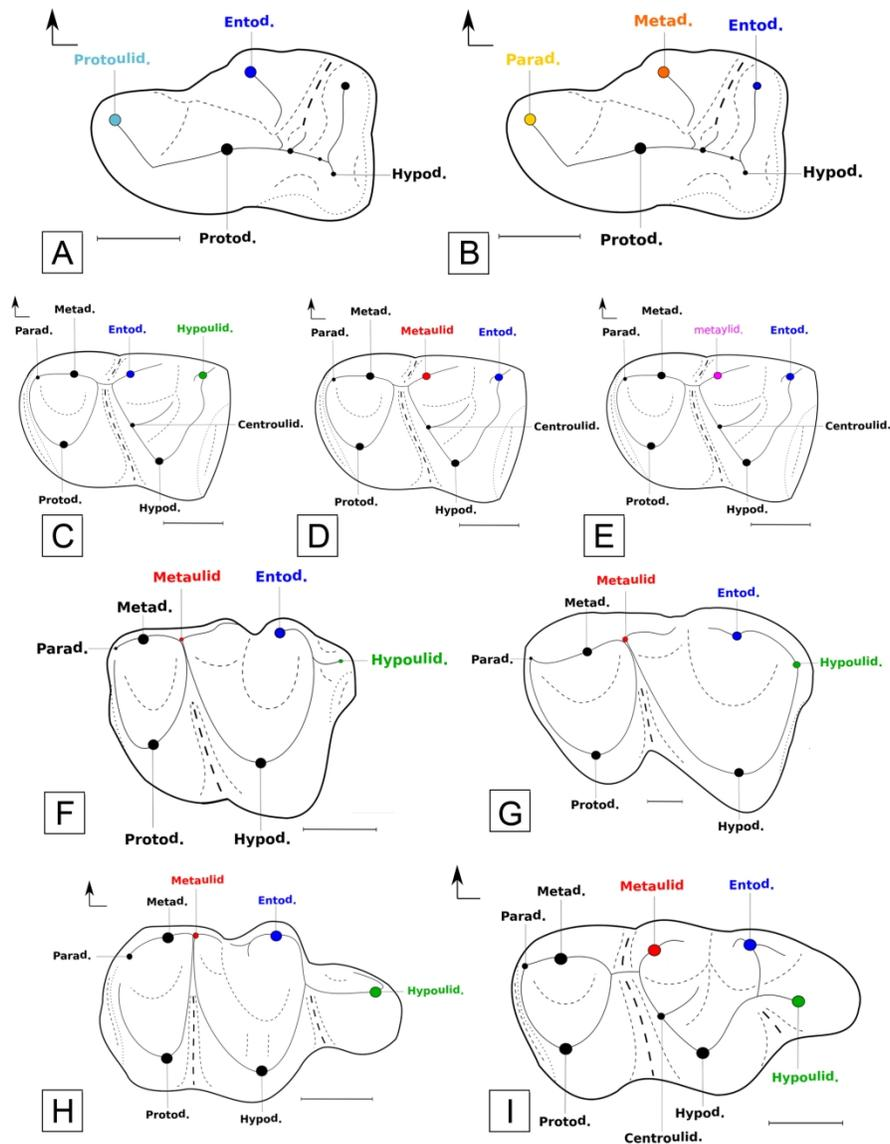 Entod.
Protoulid.
Hypod.
Protod.
A
Metad.
Entod.
Parad.
Hypod.
Protod.
B
Metad.
Parad.
Entod.
Hypoulid.
Centroulid.
Protod.
Hypod.
C
Metad.
Parad.
Metaulid
Entod.
Centroulid.
Protod.
Hypod.
D
Metad.
Parad.
metaylid.
Entod.
Centroulid.
Protod.
Hypod.
E
Metaulid
Entod.
Metad.
Parad.
Hypoulid.
Protod.
Hypod.
F
Metaulid
Entod.
Metad.
Parad.
Hypoulid.
Protod.
Hypod.
G
Metaulid
Metad.
Entod.
Parad.
Hypoulid.
Protod.
Hypod.
H
Metad.
Metaulid
Entod.
Parad.
Hypoulid.
Protod.
Hypod.
Centroulid.
I